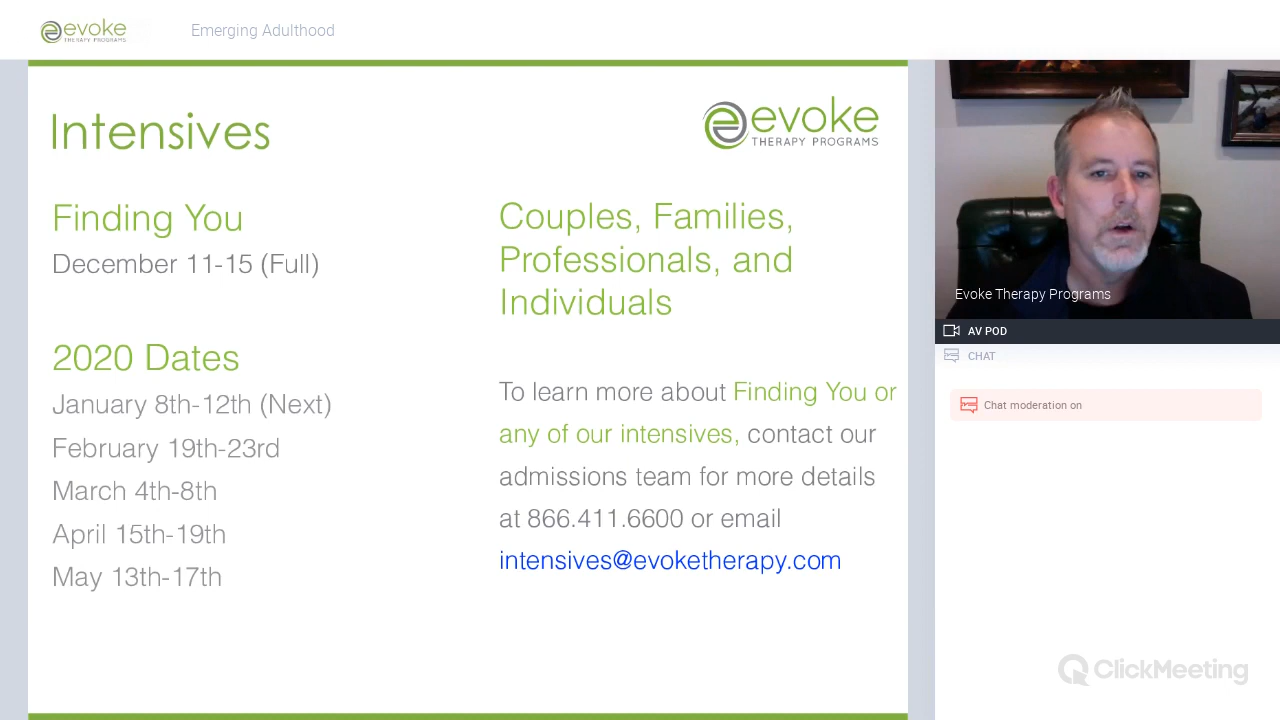 evoke
THERAPY PROGRAMS
Emerging Adulthood
Intensives
evoke
THERAPY PROGRAMS
Finding You
December 11-15 (Full)
2020 Dates
January 8th-12th (Next)
February 19th-23rd
March 4th-8th
April 15th-19th
May 13th-17th
Couples, Families,
Professionals, and
Individuals
To learn more about Finding You or
any of our intensives, contact our
admissions team for more details
at 866.411.6600 or email
intensives@evoketherapy.com
Evoke Therapy Programs
AV POD
CHAT
Chat moderation on
ClickMeeting